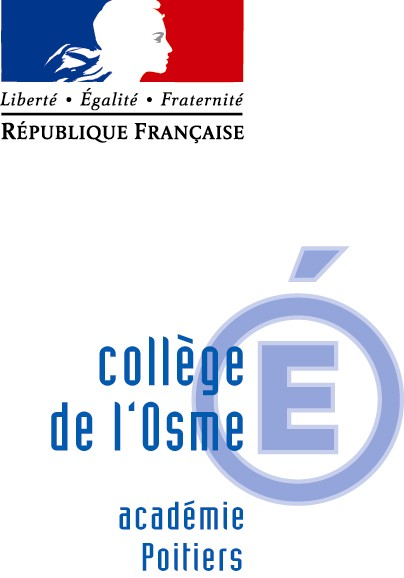 Liberté • Égalité • Fraternité
RÉPUBLIQUE FRANÇAISE
É
collège
de l'Osme
académie
Poitiers